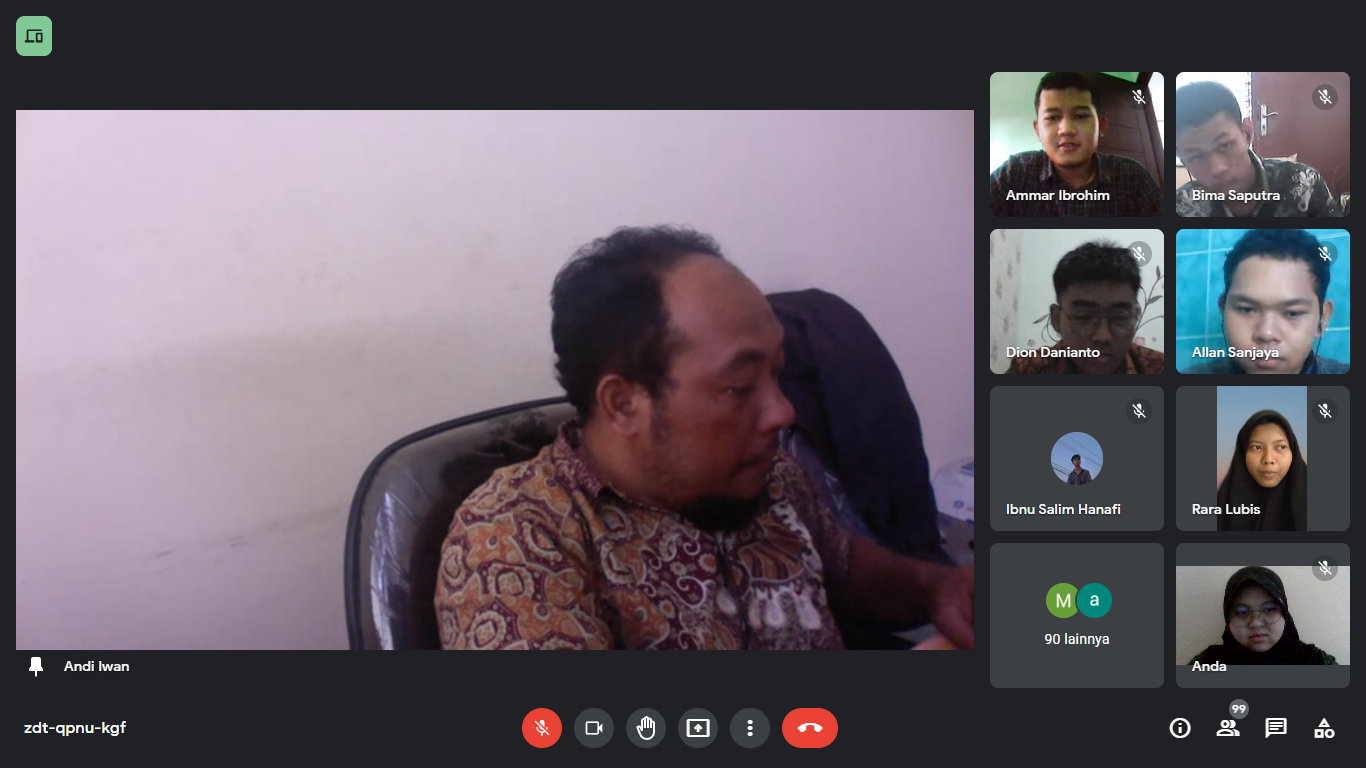 Ammar Ibrohim
Bima Saputra
Dion Danianto
Allan Sanjaya
Ibnu Salim Hanafi
Rara Lubis
M a
90 lainnya
Anda
Andi Iwan
zdt-qpnu-kgf
99